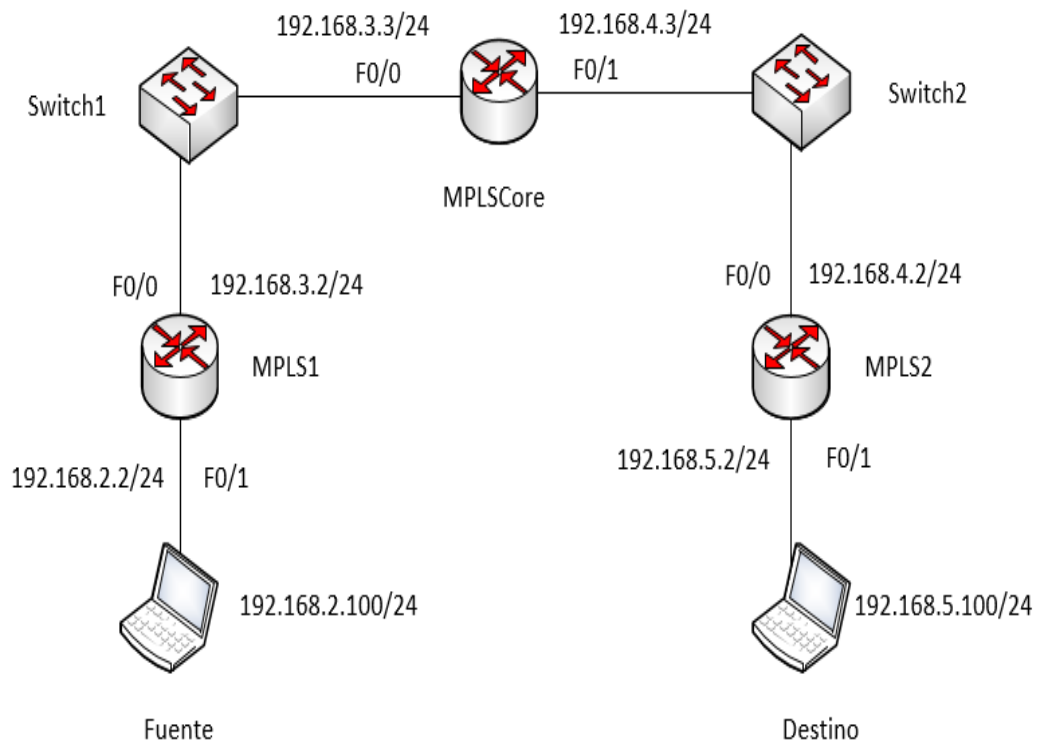 192.168.3.3/24
192.168.4.3/24
F0/0
F0/1
Switch1
Switch2
MPLSCore
F0/0
192.168.3.2/24
F0/0
192.168.4.2/24
MPLS1
MPLS2
192.168.2.2/24
F0/1
192.168.5.2/24
F0/1
192.168.2.100/24
192.168.5.100/24
Fuente
Destino